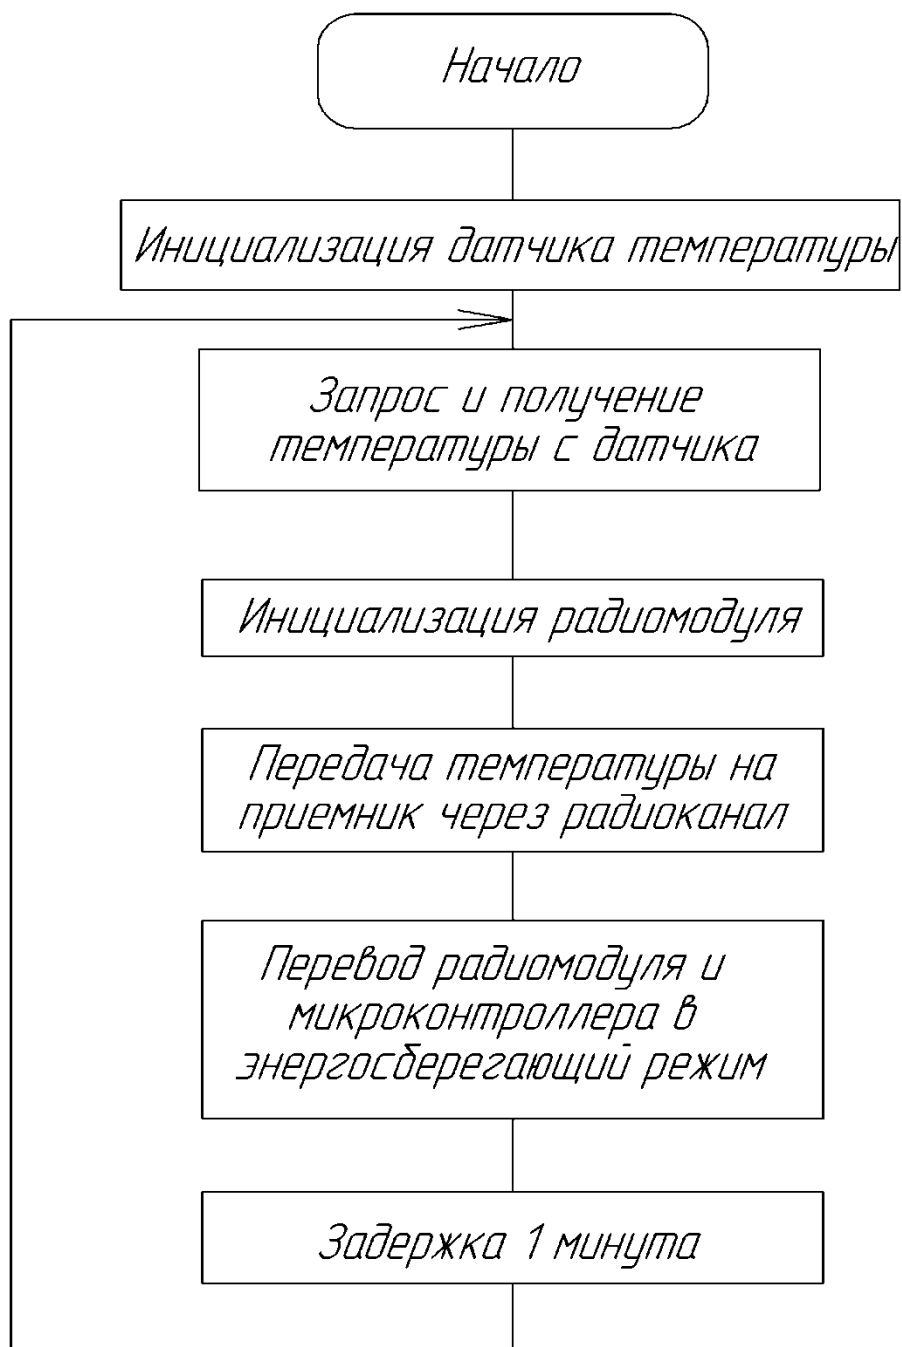 Начало
Инициализация датчика температуры
Запрос и получение
температуры с датчика
Инициализация радиомодуля
Передача температуры на
приемник через радиоканал
Перевод радиомодуля и
микроконтроллера в
энергосберегающий режим
Задержка 1 минута